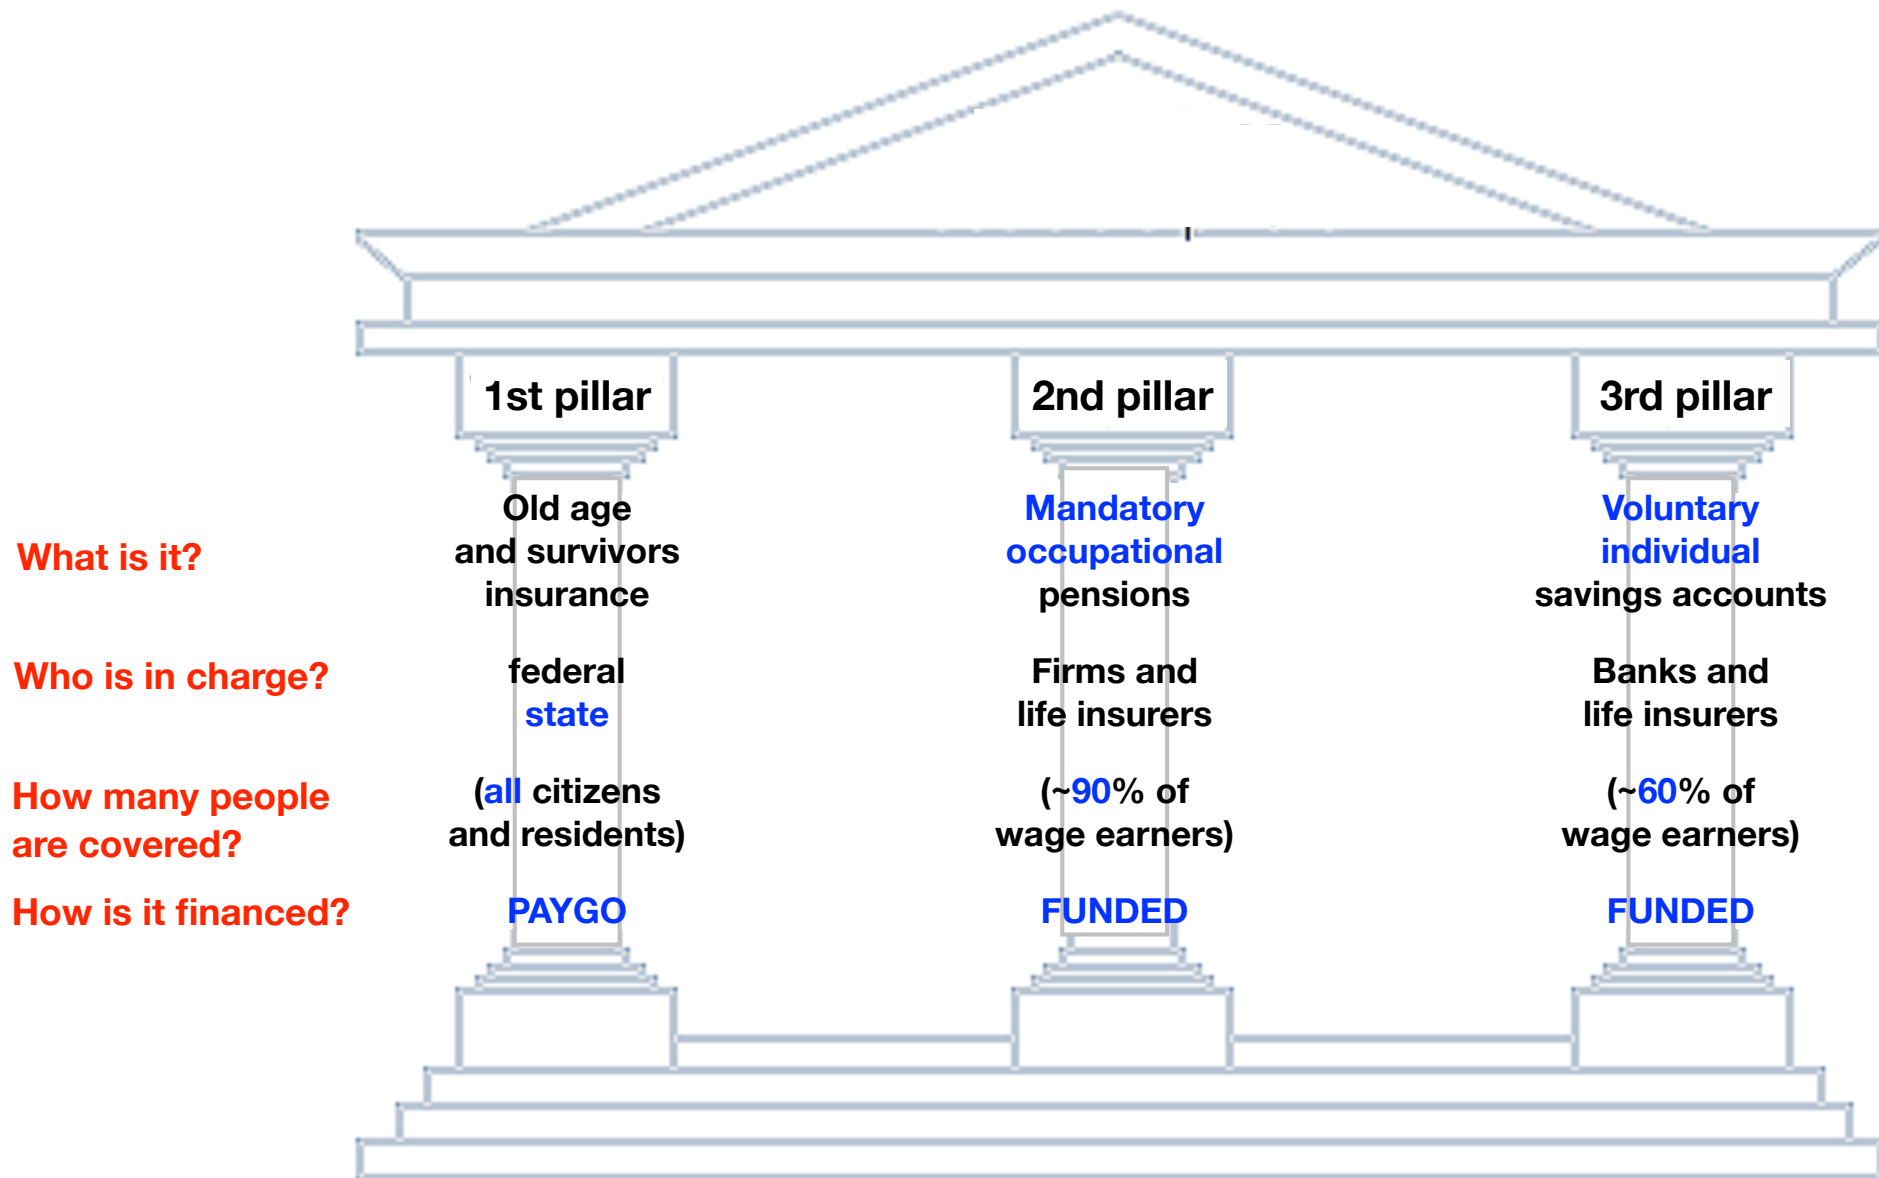 1st pillar
2nd pillar
3rd pillar
What is it?
Old age
and survivors
insurance
Mandatory
occupational
pensions
Voluntary
individual
savings accounts
Who is in charge?
federal
state
Firms and
life insurers
Banks and
life insurers
How many people
are covered?
(all citizens
and residents)
(~90% of
wage earners)
(~60% of
wage earners)
How is it financed?
PAYGO
FUNDED
FUNDED